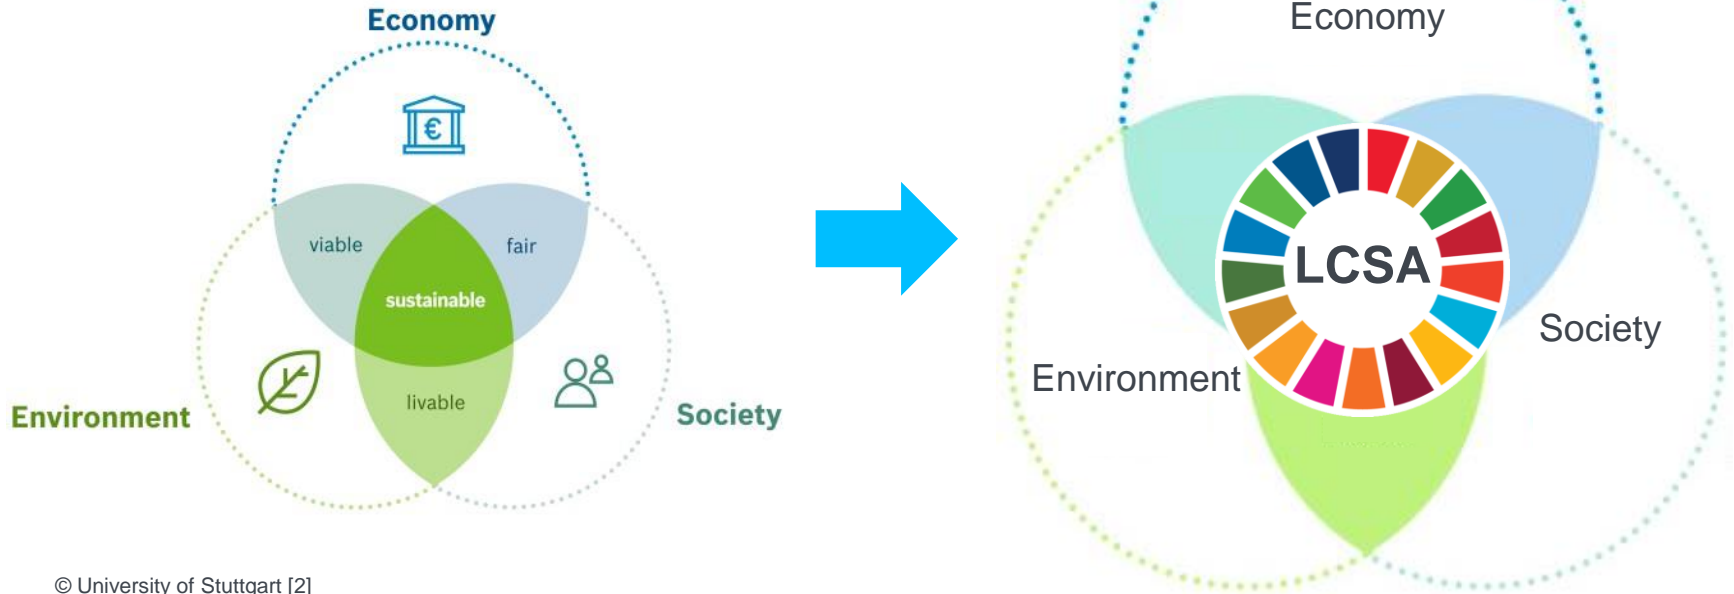 Economy
€
viable
fair
sustainable
livable
Environment
Society
© University of Stuttgart [2]
Economy
LCSA
Society
Environment